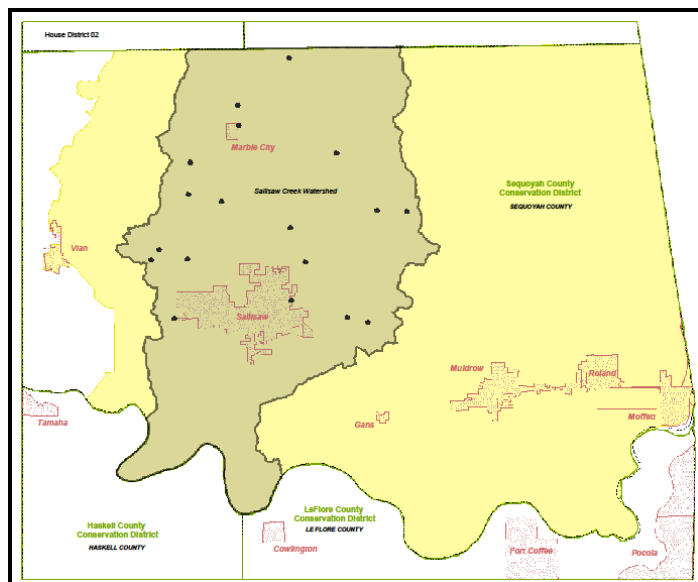 House District 02
Marble City
Sallisaw Creek Watershed
Sequoyah County
Conservation District
SEQUOYAH COUNTY
Vian
Sallisaw
Muldrow
Roland
Tamaha
Gans
Moffett
Haskell County
Conservation District
HASKELL COUNTY
LeFlore County
Conservation District
LE FLORE COUNTY
Cowlington
Fort Coffee
Pocola